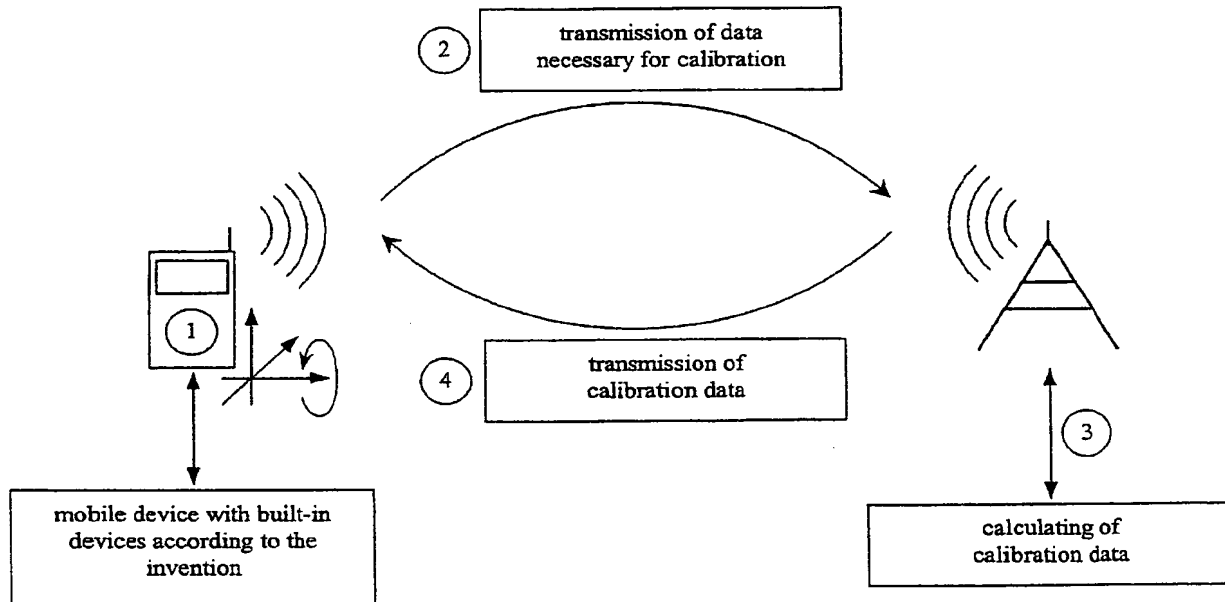 2
transmission of data
necessary for calibration
1
4
transmission of
calibration data
3
mobile device with built-in
devices according to the
invention
calculating of
calibration data